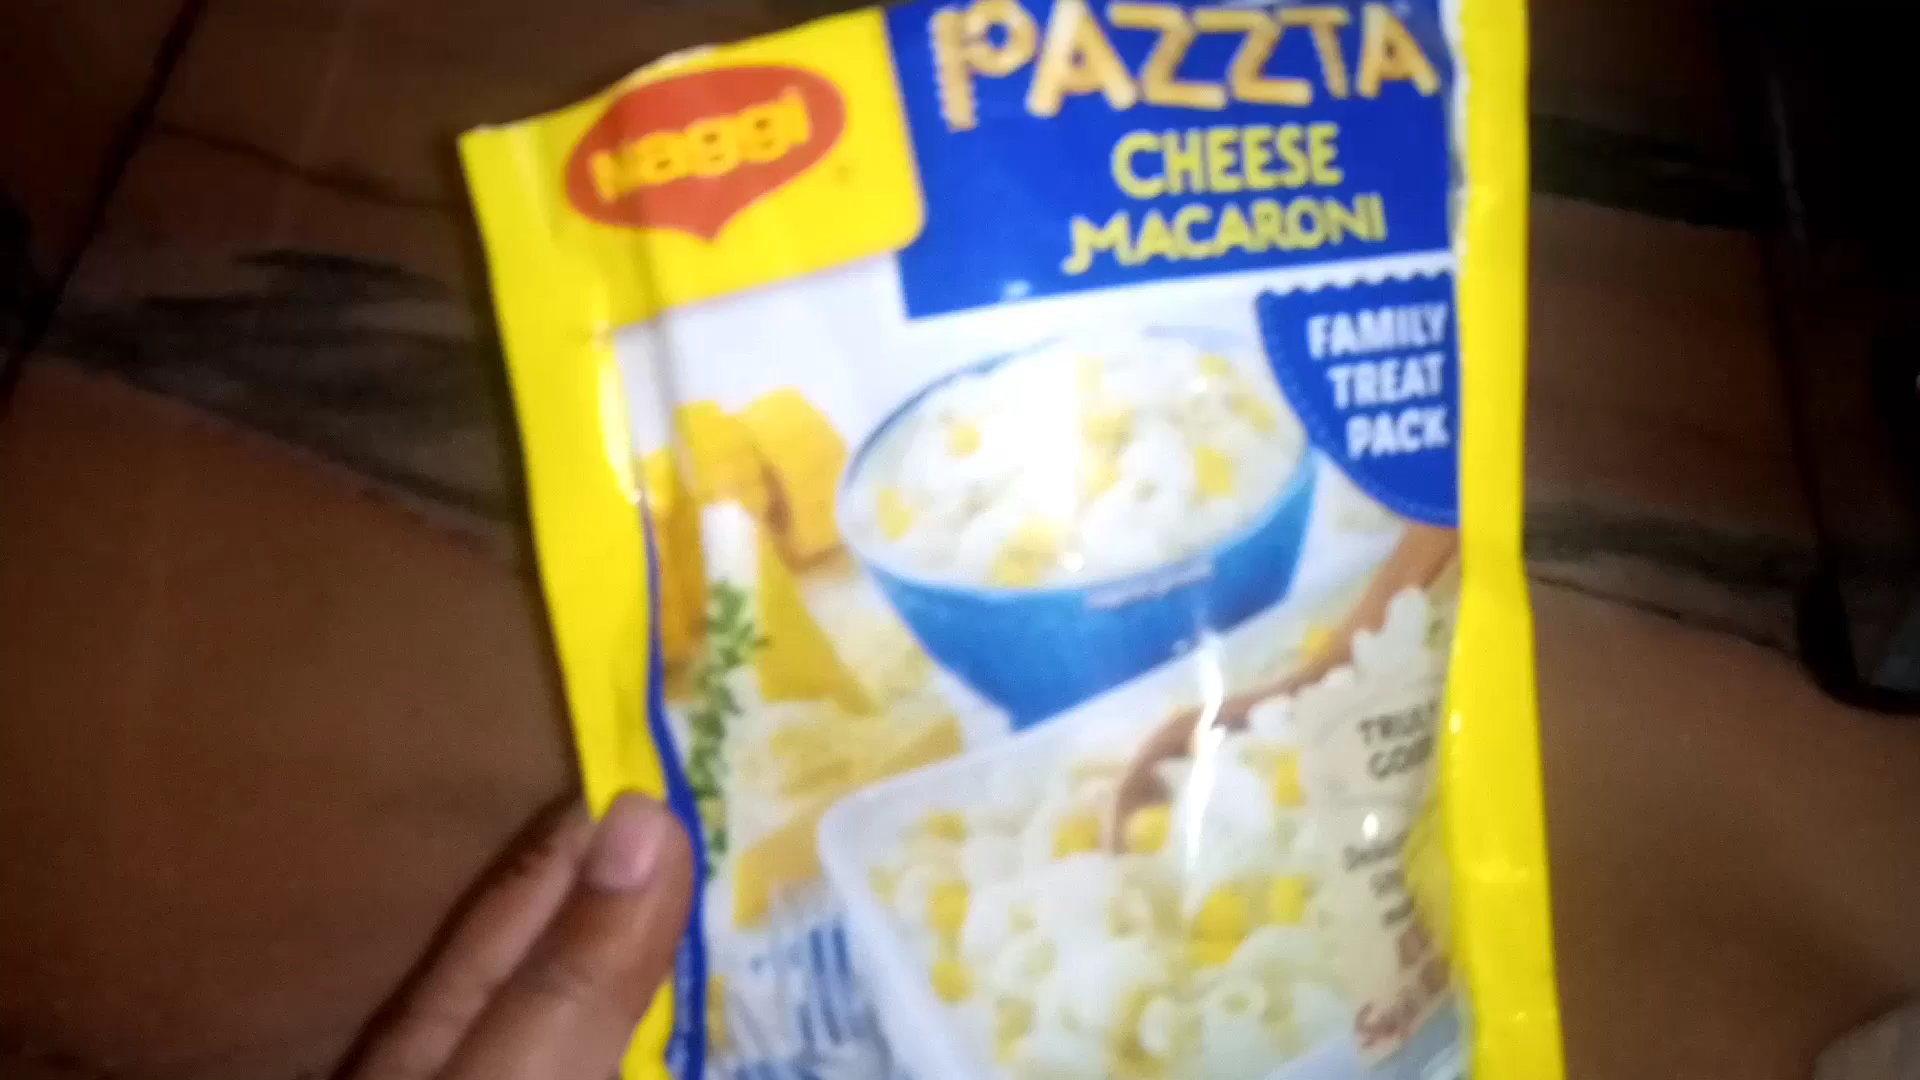 Maggi
PAZZTA
CHEESE
MACARONI
FAMILY
TREAT
PACK